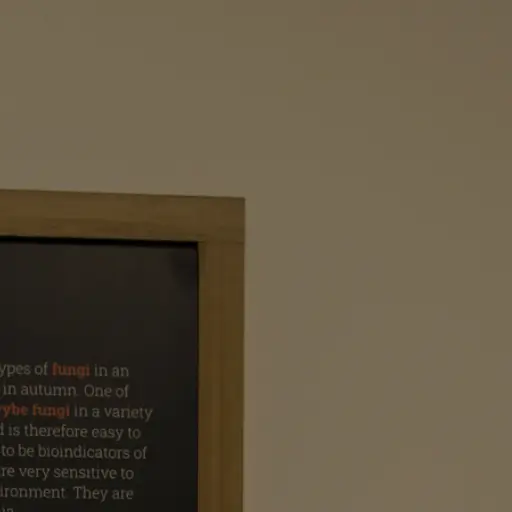 ypes of fungi in an
in autumn. One of
ybe fungi in a variety
d is therefore easy to
to be bioindicators of
re very sensitive to
ironment. They are